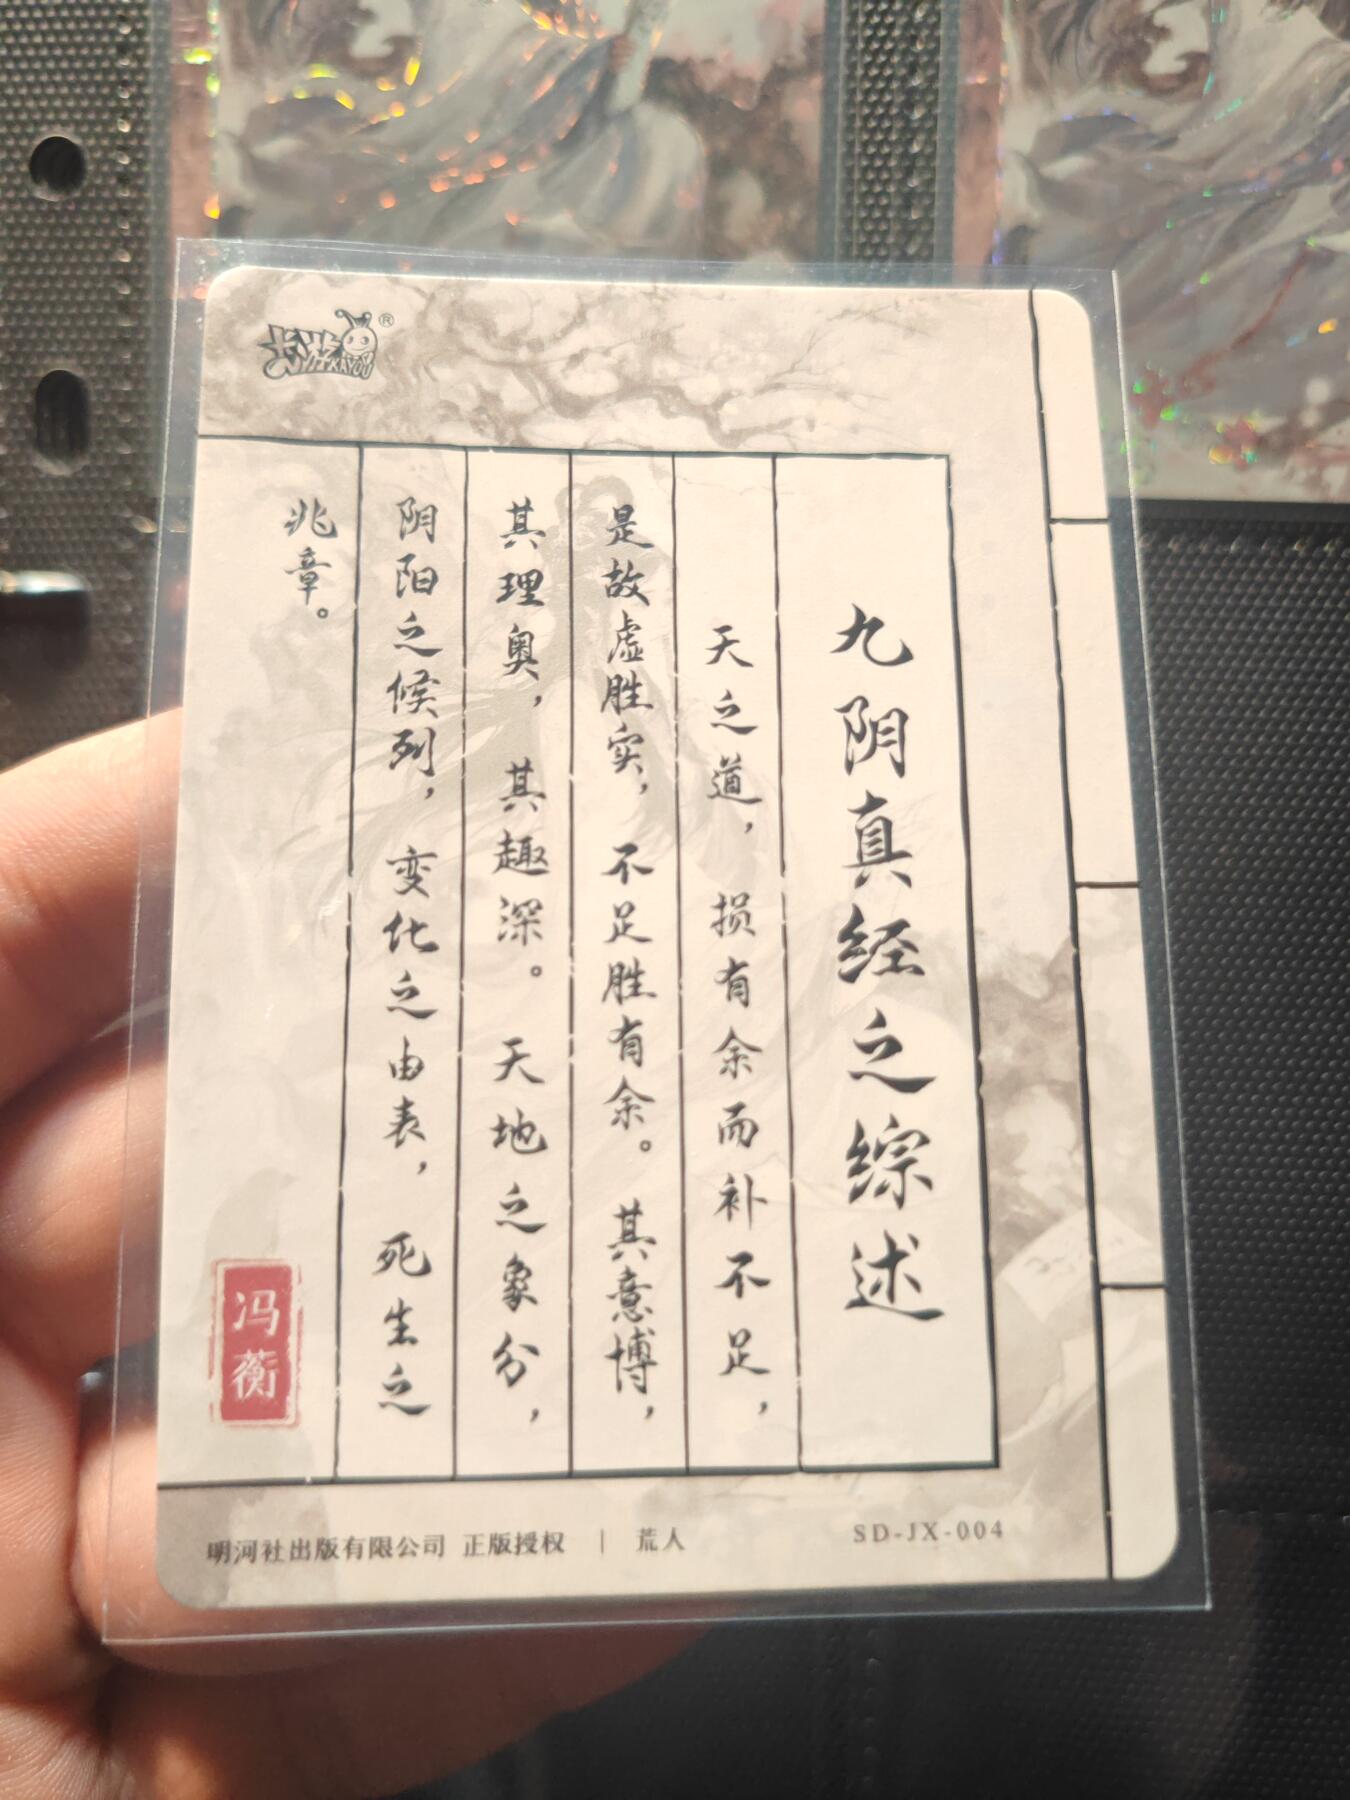 卡游
KAYOU
®
九阴真经之综述
天之道，损有余而补不足，
是故虚胜实，不足胜有余。其意博，
其理奥，其趣深。天地之象分，
阴阳之候列，变化之由表，死生之
兆章。
冯蘅
明河社出版有限公司 正版授权 | 荒人
SD-JX-004